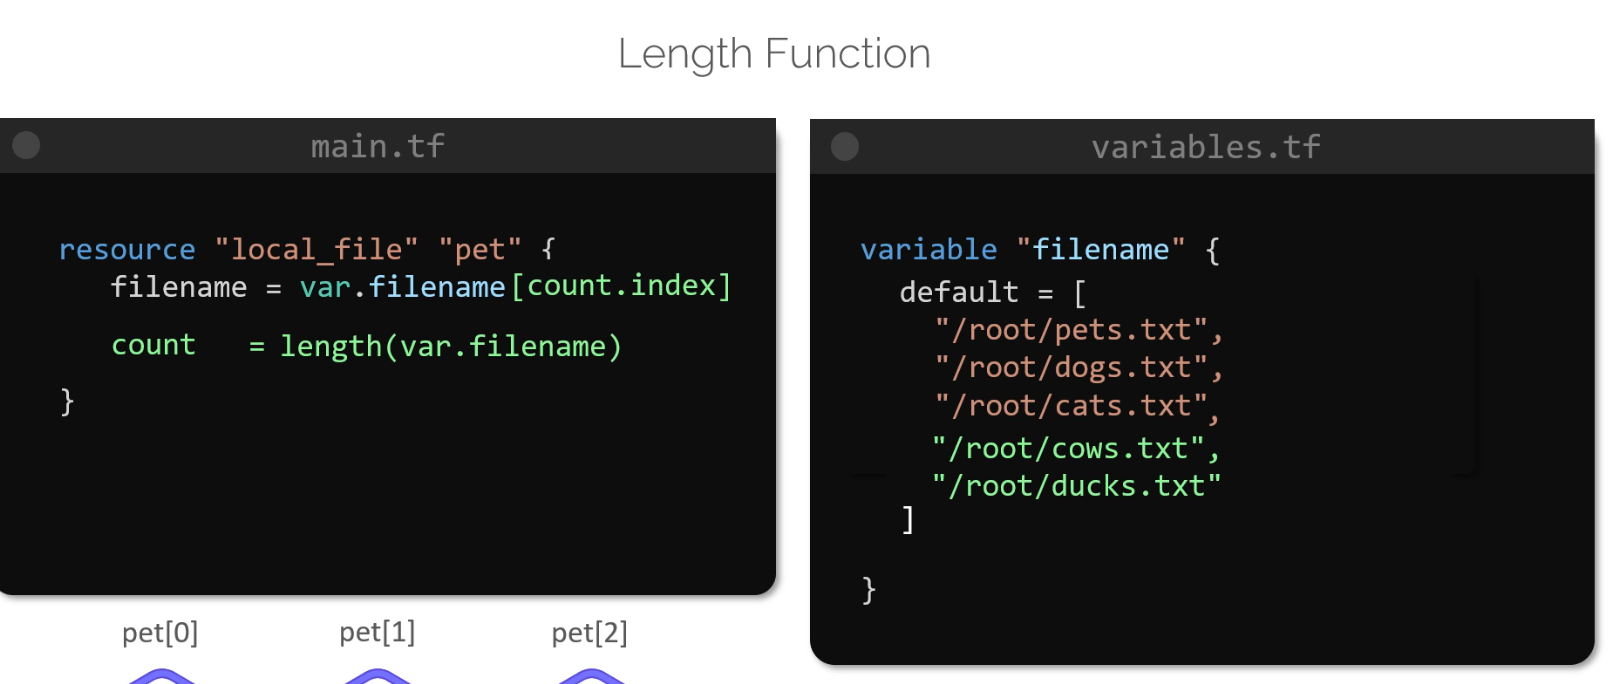 Length Function
main.tf
resource "local_file" "pet" {
filename = var.filename[count.index]
count = length(var.filename)
}
pet[0] pet[1] pet[2]
variables.tf
variable "filename" {
default = [
"/root/pets.txt",
"/root/dogs.txt",
"/root/cats.txt",
"/root/cows.txt",
"/root/ducks.txt"
]
}